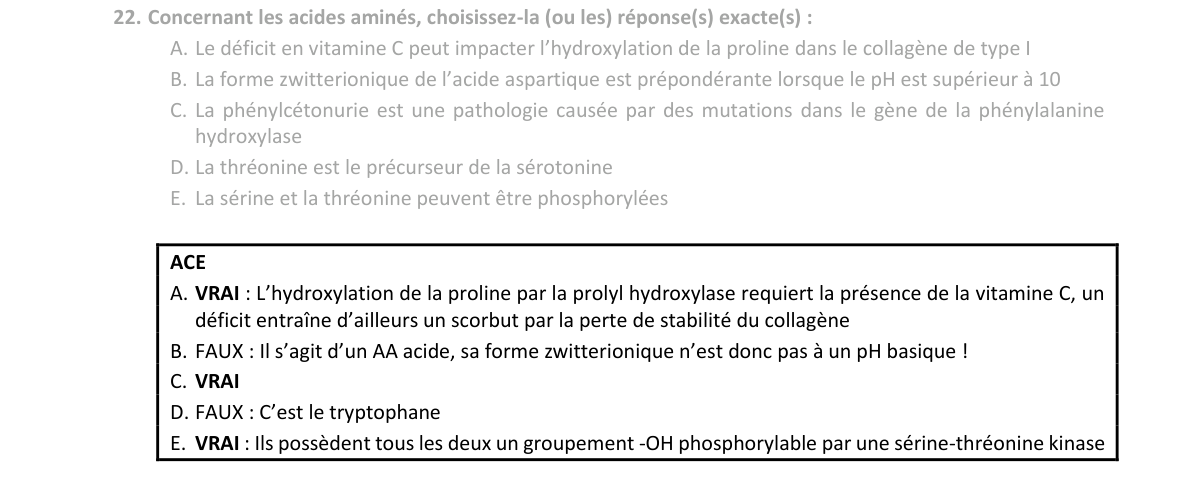 22. Concernant les acides aminés, choisissez-la (ou les) réponse(s) exacte(s) :
A. Le déficit en vitamine C peut impacter l’hydroxylation de la proline dans le collagène de type I
B. La forme zwitterionique de l’acide aspartique est prépondérante lorsque le pH est supérieur à 10
C. La phénylcétonurie est une pathologie causée par des mutations dans le gène de la phénylalanine
hydroxylase
D. La thréonine est le précurseur de la sérotonine
E. La sérine et la thréonine peuvent être phosphorylées
ACE
A. VRAI : L’hydroxylation de la proline par la prolyl hydroxylase requiert la présence de la vitamine C, un
déficit entraîne d’ailleurs un scorbut par la perte de stabilité du collagène
B. FAUX : Il s’agit d’un AA acide, sa forme zwitterionique n’est donc pas à un pH basique !
C. VRAI
D. FAUX : C’est le tryptophane
E. VRAI : Ils possèdent tous les deux un groupement -OH phosphorylable par une sérine-thréonine kinase